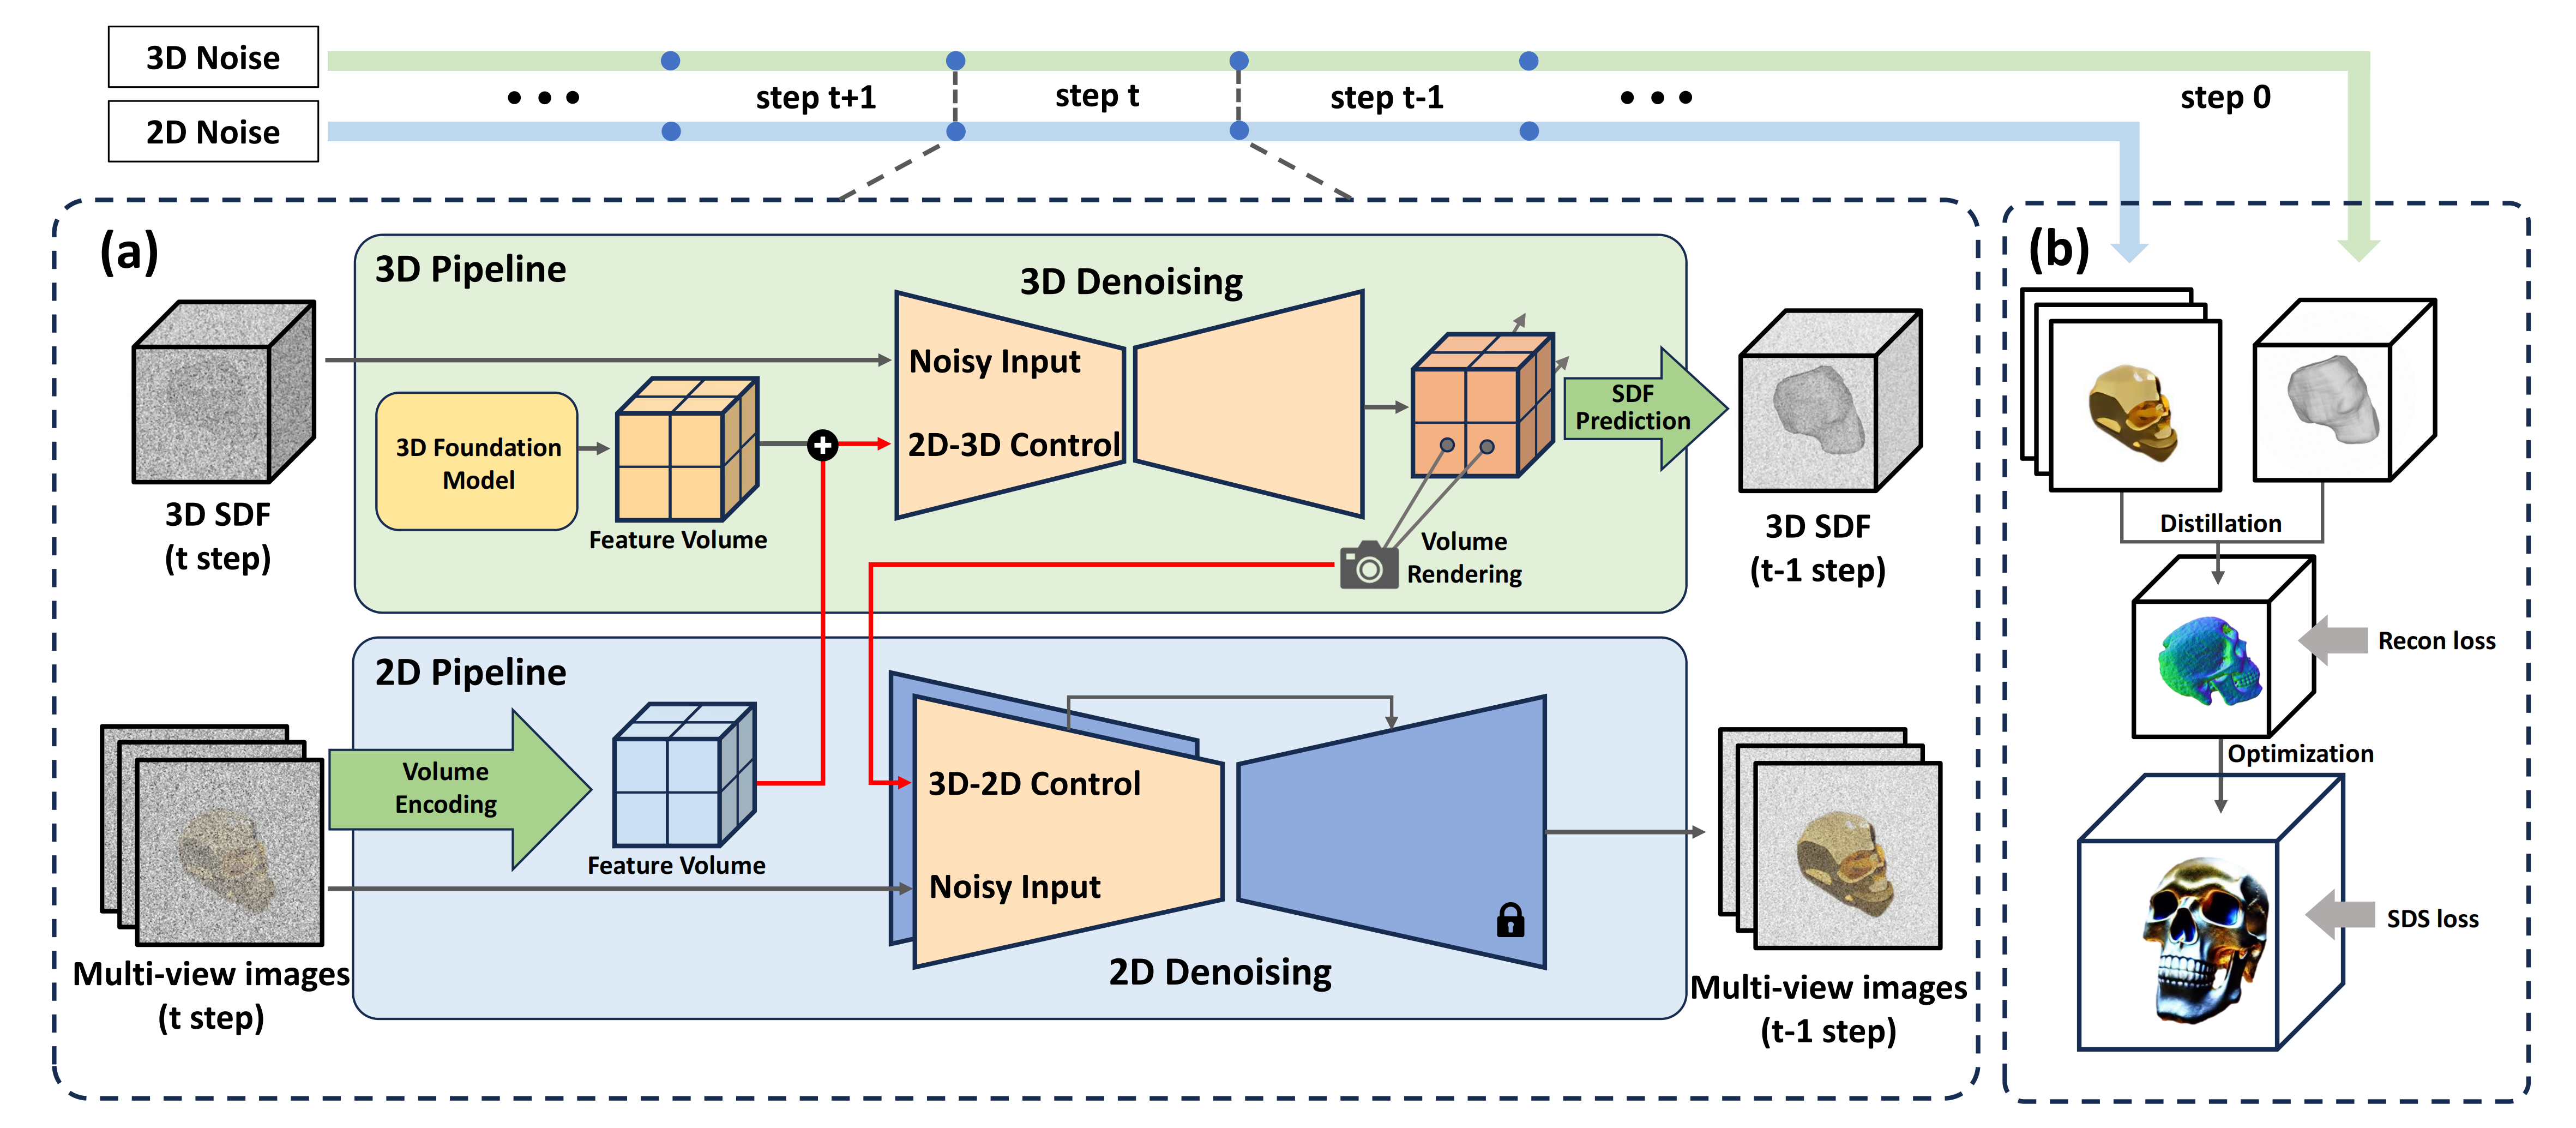 3D Noise
2D Noise
• • •
step t+1
step t
step t-1
• • •
step 0
(a)
3D Pipeline
3D Denoising
Noisy Input
2D-3D Control
3D Foundation
Model
Feature Volume
3D SDF
(t step)
Volume
Rendering
SDF
Prediction
3D SDF
(t-1 step)
2D Pipeline
Volume
Encoding
Feature Volume
3D-2D Control
Noisy Input
2D Denoising
Multi-view images
(t step)
Multi-view images
(t-1 step)
(b)
Distillation
Recon loss
Optimization
SDS loss